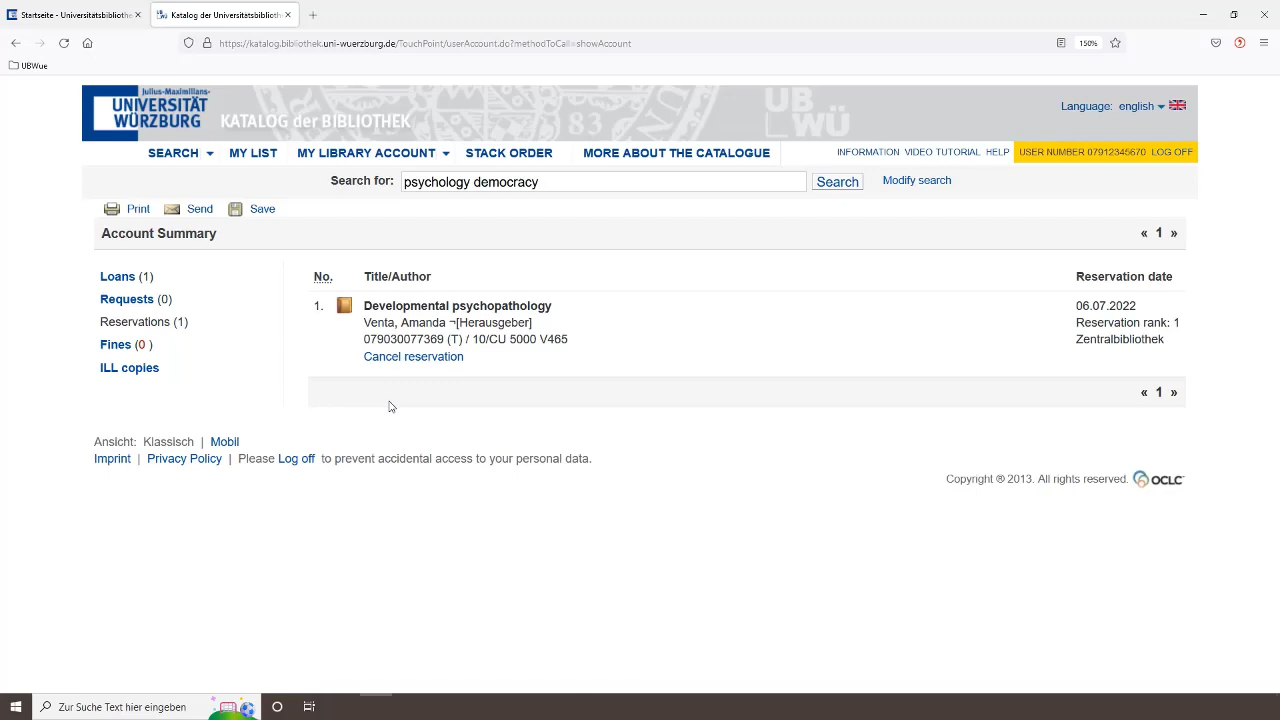 Startseite - Universitätsbibliothe
Katalog der Universitätsbiblioth
https://katalog.bibliothek.uni-wuerzburg.de/TouchPoint/userAccount.do?methodToCall=showAccount
150%
UBWue
Julius-Maximilians-
UNIVERSITÄT
WÜRZBURG
KATALOG der BIBLIOTHEK
UB
WÜ
Language: english
SEARCH MY LIST MY LIBRARY ACCOUNT STACK ORDER MORE ABOUT THE CATALOGUE INFORMATION VIDEO TUTORIAL HELP USER NUMBER 07912345670 LOG OFF
Search for: psychology democracy Search Modify search
Print Send Save
Account Summary « 1 »
Loans (1)
Requests (0)
Reservations (1)
Fines (0 )
ILL copies
No. Title/Author Reservation date
1. Developmental psychopathology 06.07.2022
Venta, Amanda ¬[Herausgeber] Reservation rank: 1
079030077369 (T) / 10/CU 5000 V465 Zentralbibliothek
Cancel reservation
« 1 »
Ansicht: Klassisch | Mobil
Imprint | Privacy Policy | Please Log off to prevent accidental access to your personal data.
Copyright ® 2013. All rights reserved. OCLC
Zur Suche Text hier eingeben